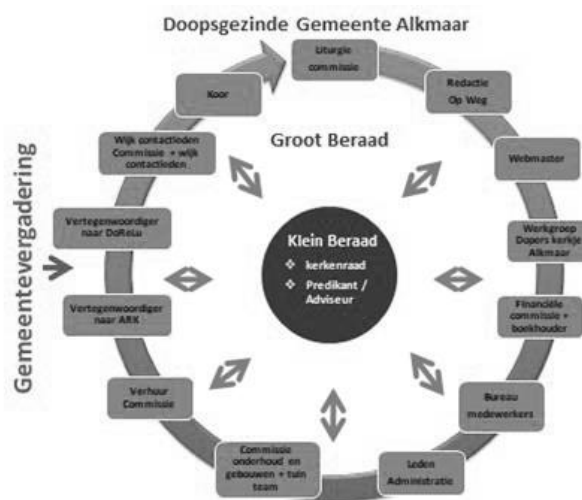 Doopsgezinde Gemeente Alkmaar
Liturgie
commissie
Redactie
Op Weg
Webmaster
Werkgroep
Dopers kerkje
Alkmaar
Financiële
commissie +
boekhouder
Bureau
medewerkers
Leden
Administratie
Commissie
onderhoud en
gebouwen + tuin
team
Verhuur
Commissie
Vertegenwoordiger
naar ARK
Vertegenwoordiger
naar DoReLu
Wijk contactleden
Commissie + wijk
contactleden
Koor
Groot Beraad
Klein Beraad
❖ kerkenraad
❖ Predikant /
Adviseur
Gemeentevergadering